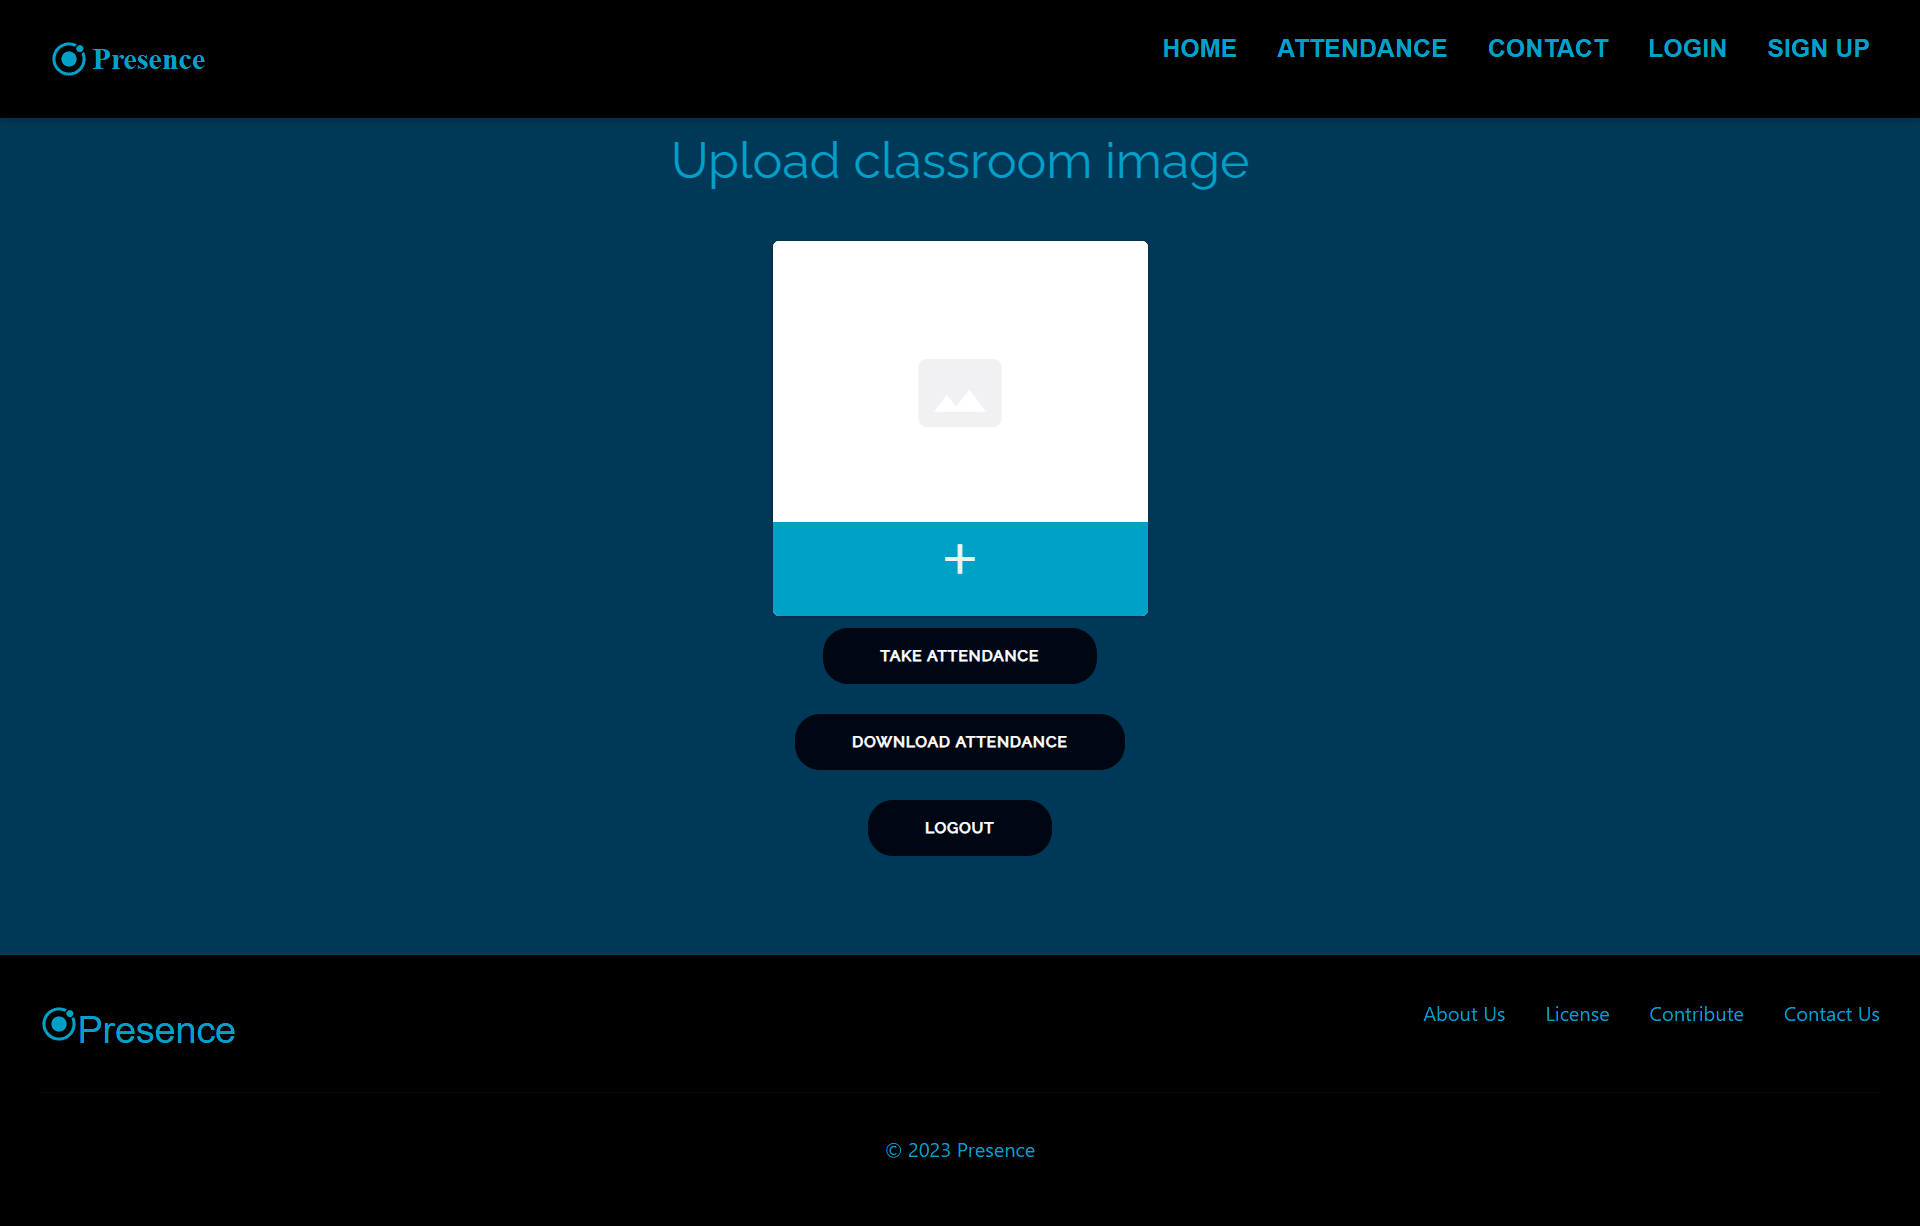 Presence
HOME ATTENDANCE CONTACT LOGIN SIGN UP
Upload classroom image
+
TAKE ATTENDANCE
DOWNLOAD ATTENDANCE
LOGOUT
Presence
About Us License Contribute Contact Us
© 2023 Presence